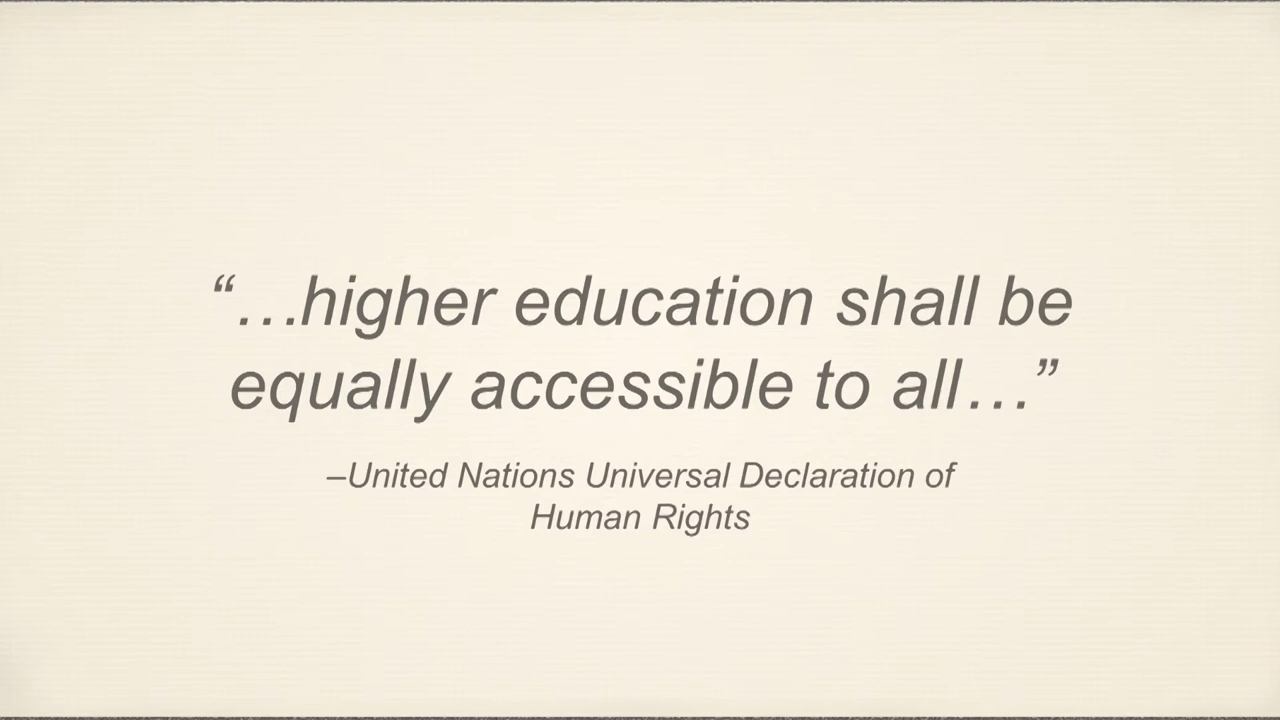 “…higher education shall be
equally accessible to all…”
–United Nations Universal Declaration of
Human Rights